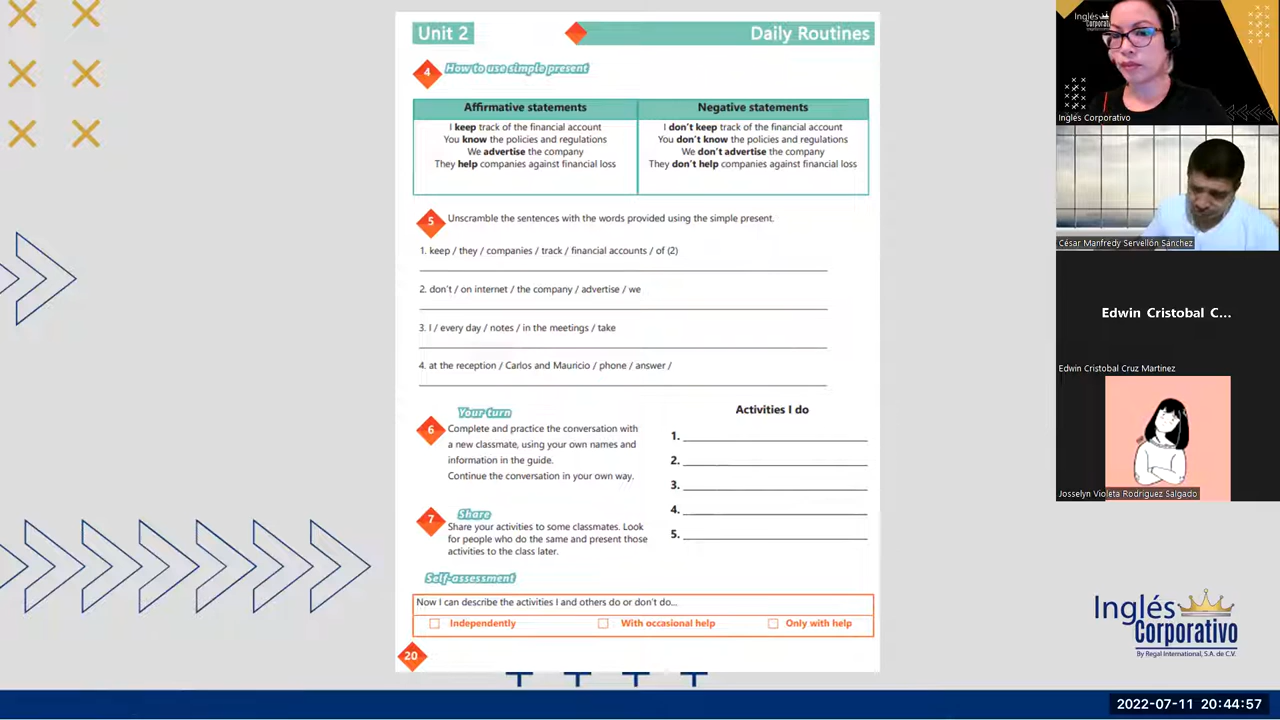 Unit 2
Daily Routines
4
How to use simple present
Affirmative statements
Negative statements
I keep track of the financial account
You know the policies and regulations
We advertise the company
They help companies against financial loss
I don't keep track of the financial account
You don't know the policies and regulations
We don't advertise the company
They don't help companies against financial loss
5
Unscramble the sentences with the words provided using the simple present.
1. keep / they / companies / track / financial accounts / of (2)
2. don't / on internet / the company / advertise / we
3. I / every day / notes / in the meetings / take
4. at the reception / Carlos and Mauricio / phone / answer /
6
Your turn
Complete and practice the conversation with
a new classmate, using your own names and
information in the guide.
Continue the conversation in your own way.
Activities I do
1.
2.
3.
4.
5.
7
Share
Share your activities to some classmates. Look
for people who do the same and present those
activities to the class later.
Self-assessment
Now I can describe the activities I and others do or don't do...
Independently
With occasional help
Only with help
20
Inglés
Corporativo
Inglés Corporativo
César Manfredy Servellón Sánchez
Edwin Cristobal C...
Edwin Cristobal Cruz Martinez
Josselyn Violeta Rodríguez Salgado
Inglés
Corporativo
By Regal International, S.A. de C.V.
2022-07-11 20:44:57